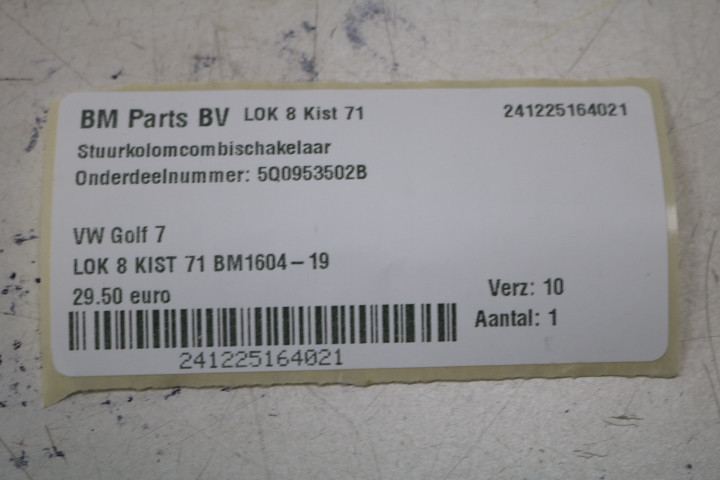 BM Parts BV LOK 8 Kist 71 241225164021
Stuurkolomcombischakelaar
Onderdeelnummer: 5Q0953502B
VW Golf 7
LOK 8 KIST 71 BM1604-19
29.50 euro
Verz: 10
Aantal: 1
241225164021